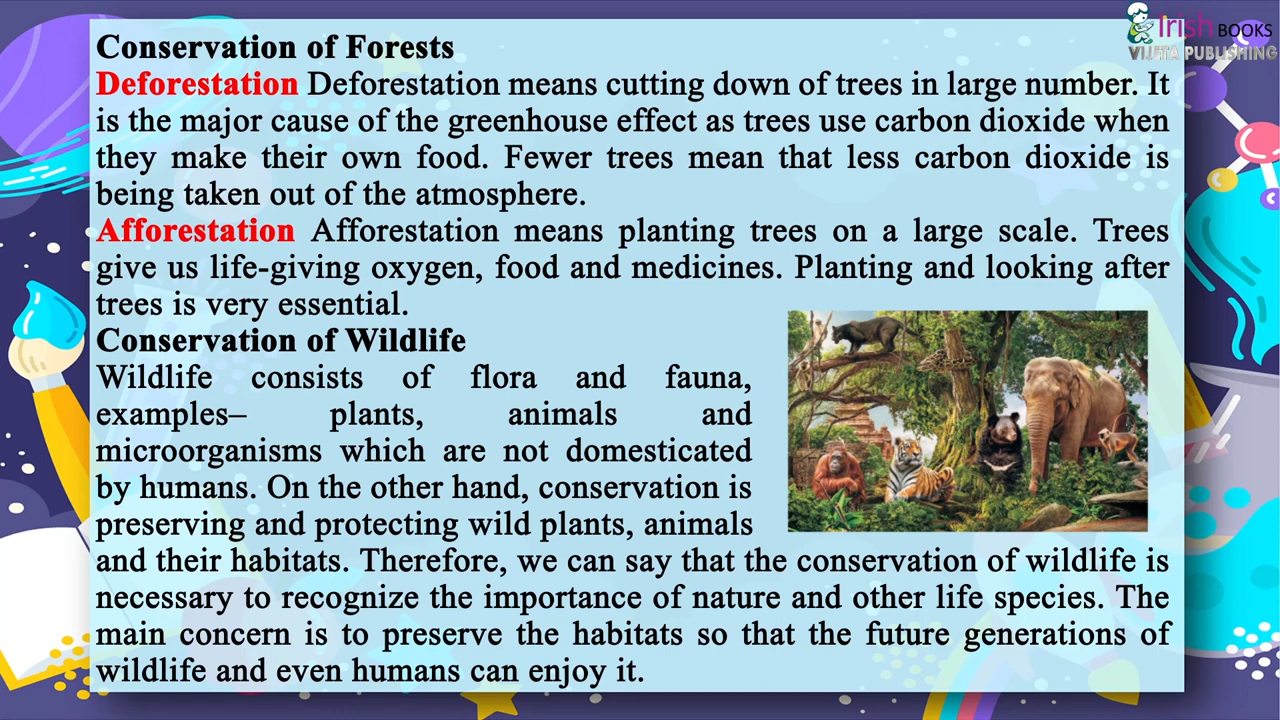 Irish BOOKS
VIJETA PUBLISHING
Conservation of Forests
Deforestation Deforestation means cutting down of trees in large number. It
is the major cause of the greenhouse effect as trees use carbon dioxide when
they make their own food. Fewer trees mean that less carbon dioxide is
being taken out of the atmosphere.
Afforestation Afforestation means planting trees on a large scale. Trees
give us life-giving oxygen, food and medicines. Planting and looking after
trees is very essential.
Conservation of Wildlife
Wildlife consists of flora and fauna,
examples– plants, animals and
microorganisms which are not domesticated
by humans. On the other hand, conservation is
preserving and protecting wild plants, animals
and their habitats. Therefore, we can say that the conservation of wildlife is
necessary to recognize the importance of nature and other life species. The
main concern is to preserve the habitats so that the future generations of
wildlife and even humans can enjoy it.